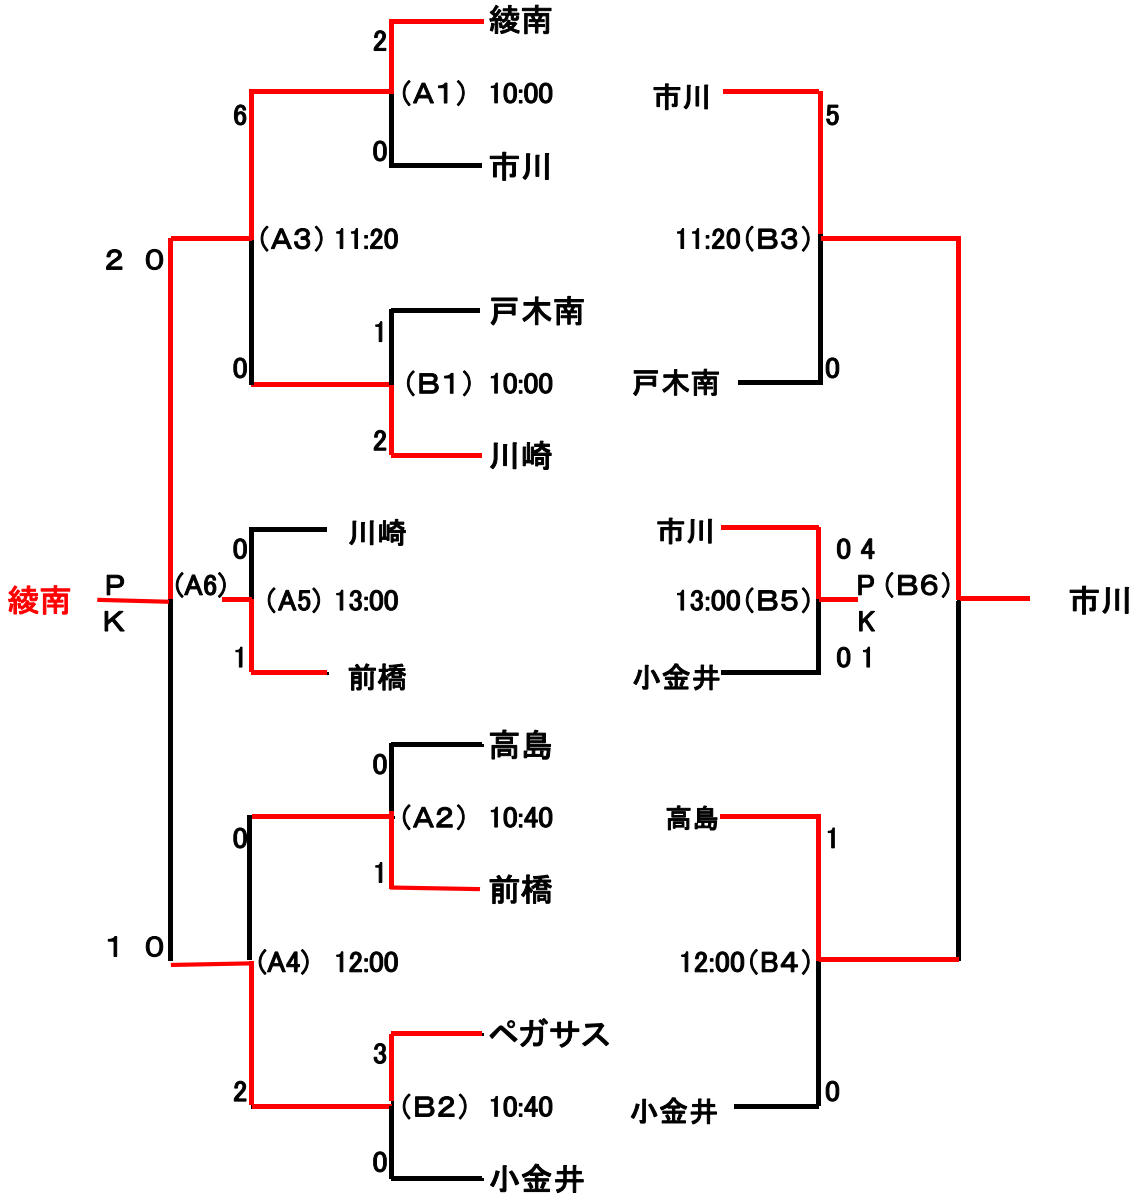 綾南
2
(A1) 10:00
0
市川
6
(A3) 11:20
0
戸木南
1
(B1) 10:00
2
川崎
2 0
川崎
0
(A5) 13:00
1
前橋
綾南
P
K
(A6)
高島
0
(A2) 10:40
1
前橋
0
(A4) 12:00
2
1 0
ペガサス
3
(B2) 10:40
0
小金井
市川
5
11:20(B3)
戸木南
0
市川
0 4
13:00(B5)
P
K
小金井
0 1
(B6)
市川
高島
1
12:00(B4)
小金井
0